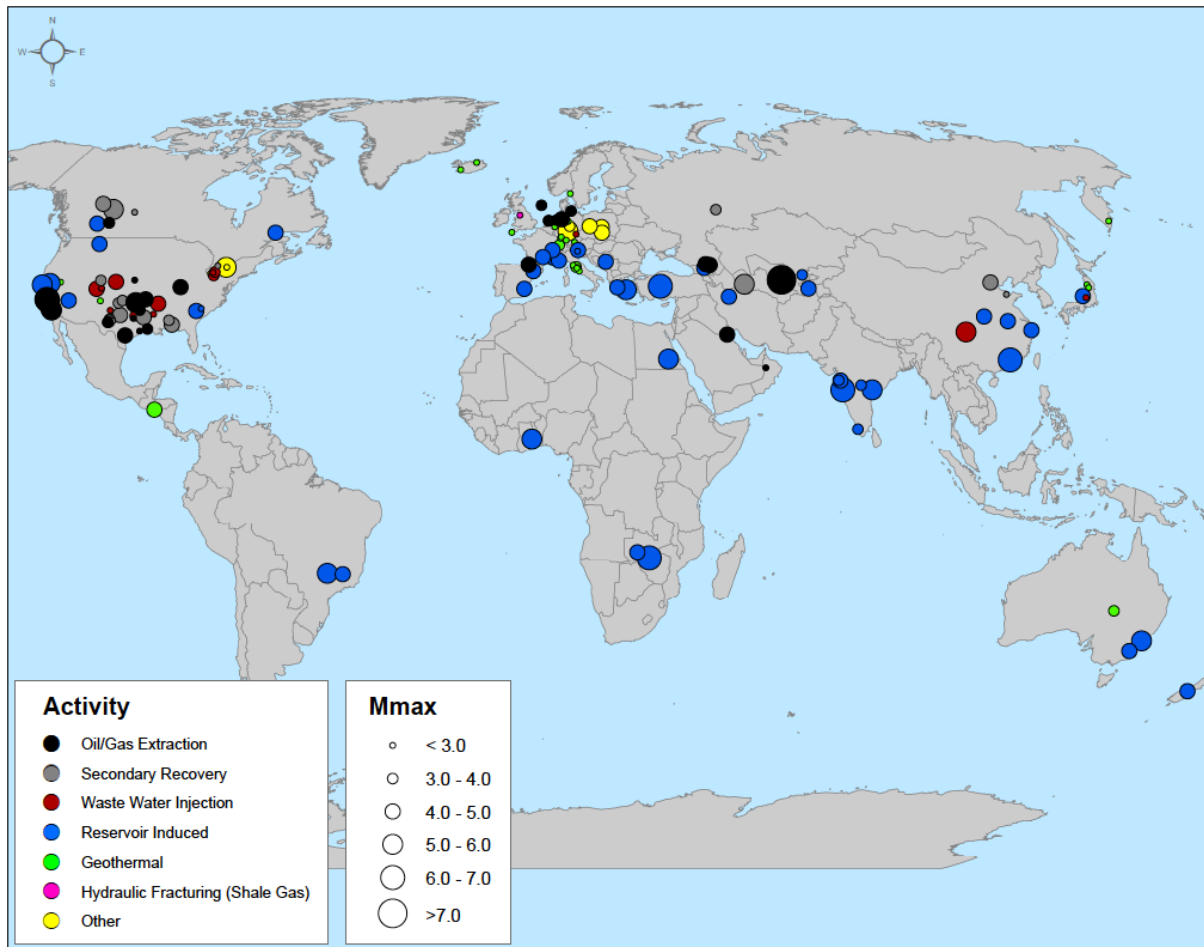 N
W E
S
Activity
Oil/Gas Extraction
Secondary Recovery
Waste Water Injection
Reservoir Induced
Geothermal
Hydraulic Fracturing (Shale Gas)
Other
Mmax
< 3.0
3.0 - 4.0
4.0 - 5.0
5.0 - 6.0
6.0 - 7.0
>7.0